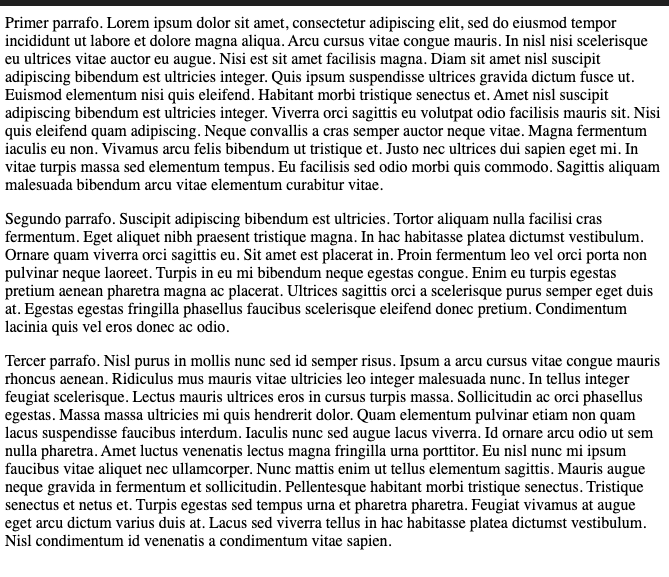 Primer parrafo. Lorem ipsum dolor sit amet, consectetur adipiscing elit, sed do eiusmod tempor
incididunt ut labore et dolore magna aliqua. Arcu cursus vitae congue mauris. In nisl nisi scelerisque
eu ultrices vitae auctor eu augue. Nisi est sit amet facilisis magna. Diam sit amet nisl suscipit
adipiscing bibendum est ultricies integer. Quis ipsum suspendisse ultrices gravida dictum fusce ut.
Euismod elementum nisi quis eleifend. Habitant morbi tristique senectus et. Amet nisl suscipit
adipiscing bibendum est ultricies integer. Viverra orci sagittis eu volutpat odio facilisis mauris sit. Nisi
quis eleifend quam adipiscing. Neque convallis a cras semper auctor neque vitae. Magna fermentum
iaculis eu non. Vivamus arcu felis bibendum ut tristique et. Justo nec ultrices dui sapien eget mi. In
vitae turpis massa sed elementum tempus. Eu facilisis sed odio morbi quis commodo. Sagittis aliquam
malesuada bibendum arcu vitae elementum curabitur vitae.
Segundo parrafo. Suscipit adipiscing bibendum est ultricies. Tortor aliquam nulla facilisi cras
fermentum. Eget aliquet nibh praesent tristique magna. In hac habitasse platea dictumst vestibulum.
Ornare quam viverra orci sagittis eu. Sit amet est placerat in. Proin fermentum leo vel orci porta non
pulvinar neque laoreet. Turpis in eu mi bibendum neque egestas congue. Enim eu turpis egestas
pretium aenean pharetra magna ac placerat. Ultrices sagittis orci a scelerisque purus semper eget duis
at. Egestas egestas fringilla phasellus faucibus scelerisque eleifend donec pretium. Condimentum
lacinia quis vel eros donec ac odio.
Tercer parrafo. Nisl purus in mollis nunc sed id semper risus. Ipsum a arcu cursus vitae congue mauris
rhoncus aenean. Ridiculus mus mauris vitae ultricies leo integer malesuada nunc. In tellus integer
feugiat scelerisque. Lectus mauris ultrices eros in cursus turpis massa. Sollicitudin ac orci phasellus
egestas. Massa massa ultricies mi quis hendrerit dolor. Quam elementum pulvinar etiam non quam
lacus suspendisse faucibus interdum. Iaculis nunc sed augue lacus viverra. Id ornare arcu odio ut sem
nulla pharetra. Amet luctus venenatis lectus magna fringilla urna porttitor. Eu nisl nunc mi ipsum
faucibus vitae aliquet nec ullamcorper. Nunc mattis enim ut tellus elementum sagittis. Mauris augue
neque gravida in fermentum et sollicitudin. Pellentesque habitant morbi tristique senectus. Tristique
senectus et netus et. Turpis egestas sed tempus urna et pharetra pharetra. Feugiat vivamus at augue
eget arcu dictum varius duis at. Lacus sed viverra tellus in hac habitasse platea dictumst vestibulum.
Nisl condimentum id venenatis a condimentum vitae sapien.